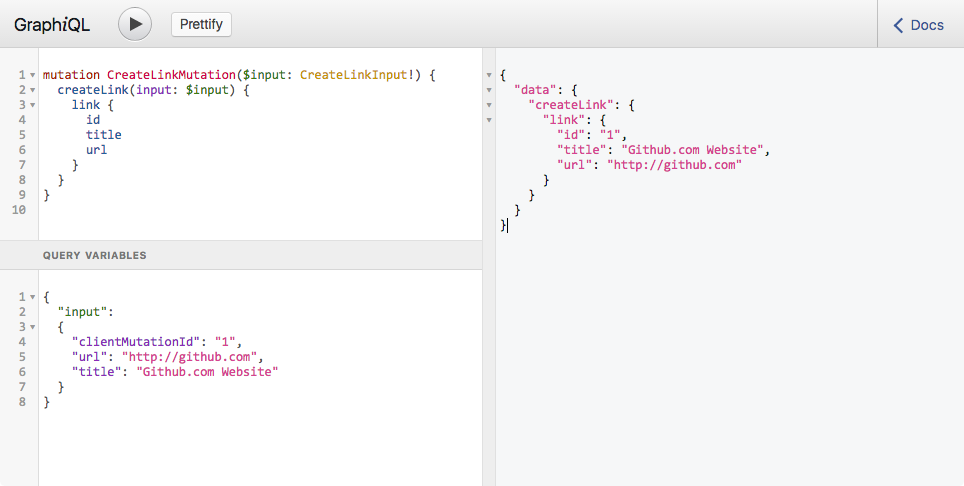 GraphiQL Prettify Docs
1 mutation CreateLinkMutation($input: CreateLinkInput!) {
2   createLink(input: $input) {
3     link {
4       id
5       title
6       url
7     }
8   }
9 }
10
QUERY VARIABLES
1 {
2   "input":
3   {
4     "clientMutationId": "1",
5     "url": "http://github.com",
6     "title": "Github.com Website"
7   }
8 }
{
  "data": {
    "createLink": {
      "link": {
        "id": "1",
        "title": "Github.com Website",
        "url": "http://github.com"
      }
    }
  }
}